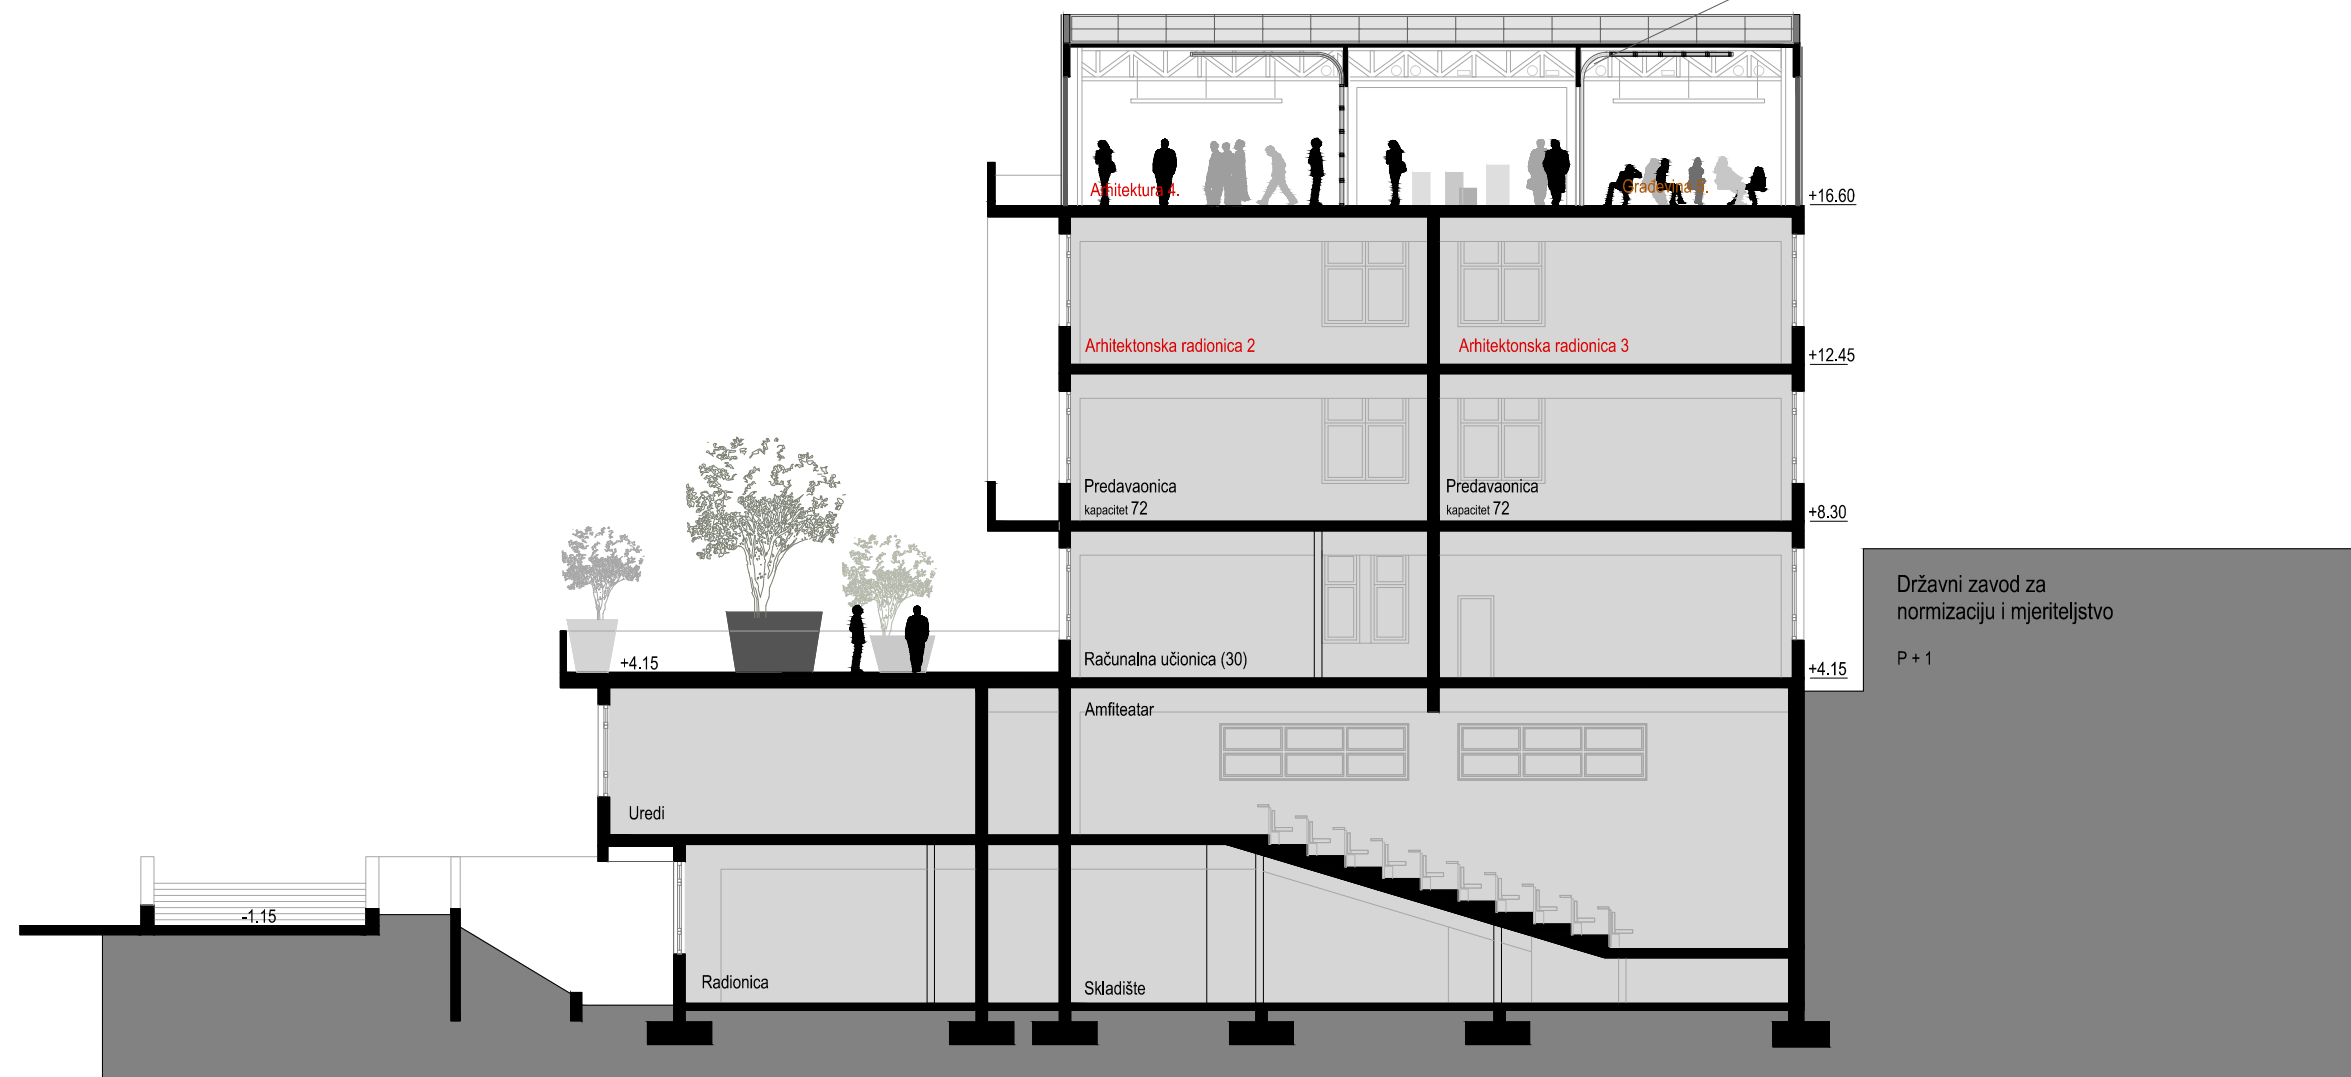 Arhitektura 4.
Građevina 5.
+16.60
Arhitektonska radionica 2
Arhitektonska radionica 3
+12.45
Predavaonica
kapacitet 72
Predavaonica
kapacitet 72
+8.30
Državni zavod za
normizaciju i mjeriteljstvo
P + 1
+4.15
Računalna učionica (30)
+4.15
Amfiteatar
Uredi
-1.15
Radionica
Skladište